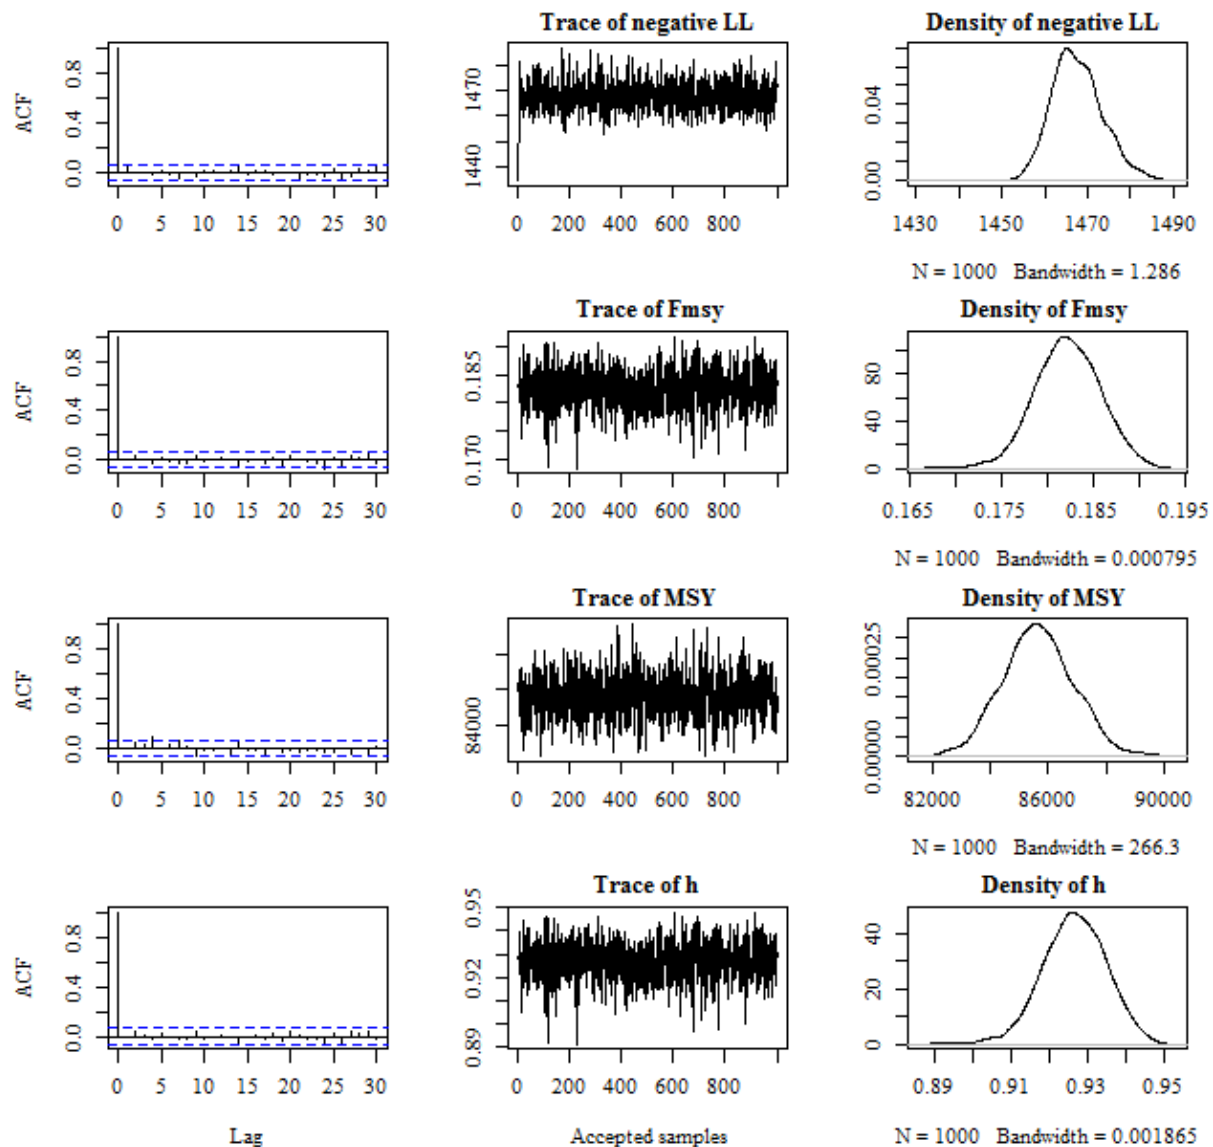 Trace of negative LL
Density of negative LL
ACF
0.0 0.4 0.8
1440 1470
0.00 0.04
0 5 10 15 20 25 30
0 200 400 600 800
1430 1450 1470 1490
N = 1000 Bandwidth = 1.286
Trace of Fmsy
Density of Fmsy
ACF
0.0 0.4 0.8
0.170 0.185
0 40 80
0 5 10 15 20 25 30
0 200 400 600 800
0.165 0.175 0.185 0.195
N = 1000 Bandwidth = 0.000795
Trace of MSY
Density of MSY
ACF
0.0 0.4 0.8
84000
0.00000 0.00025
0 5 10 15 20 25 30
0 200 400 600 800
82000 86000 90000
N = 1000 Bandwidth = 266.3
Trace of h
Density of h
ACF
0.0 0.4 0.8
0.89 0.92 0.95
0 20 40
0 5 10 15 20 25 30
0 200 400 600 800
0.89 0.91 0.93 0.95
Lag
Accepted samples
N = 1000 Bandwidth = 0.001865